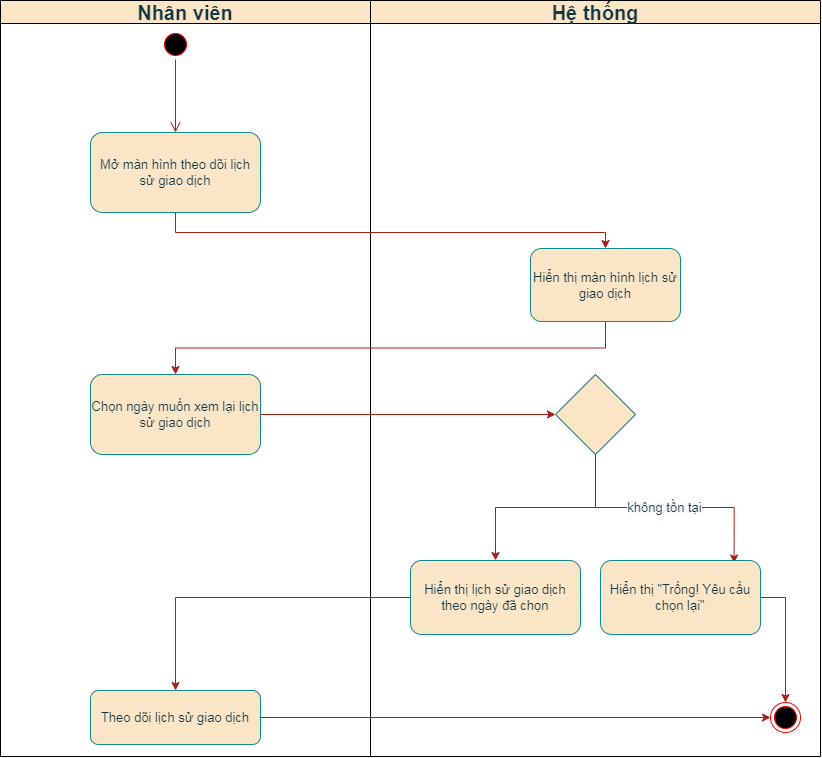 Nhân viên
Hệ thống
Mở màn hình theo dõi lịch
sử giao dịch
Hiển thị màn hình lịch sử
giao dịch
Chọn ngày muốn xem lại lịch
sử giao dịch
không tồn tại
Hiển thị lịch sử giao dịch
theo ngày đã chọn
Hiển thị "Trống! Yêu cầu
chọn lại"
Theo dõi lịch sử giao dịch